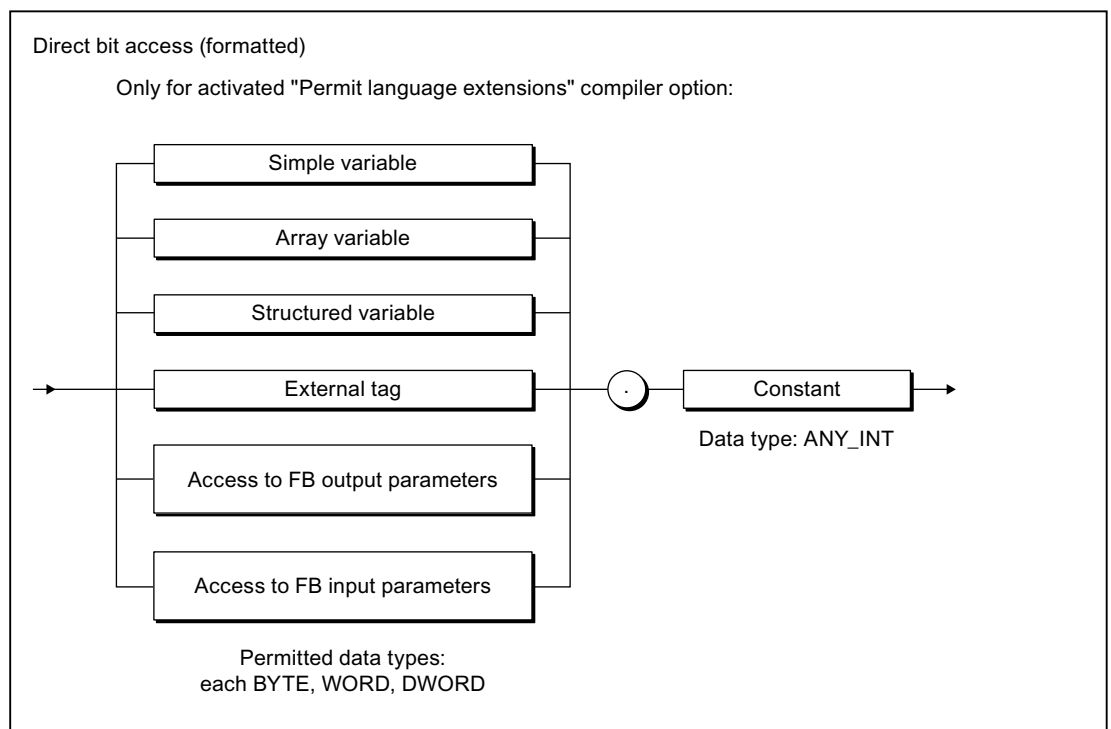 Direct bit access (formatted)
Only for activated "Permit language extensions" compiler option:
Simple variable
Array variable
Structured variable
External tag
.
Constant
Data type: ANY_INT
Access to FB output parameters
Access to FB input parameters
Permitted data types:
each BYTE, WORD, DWORD